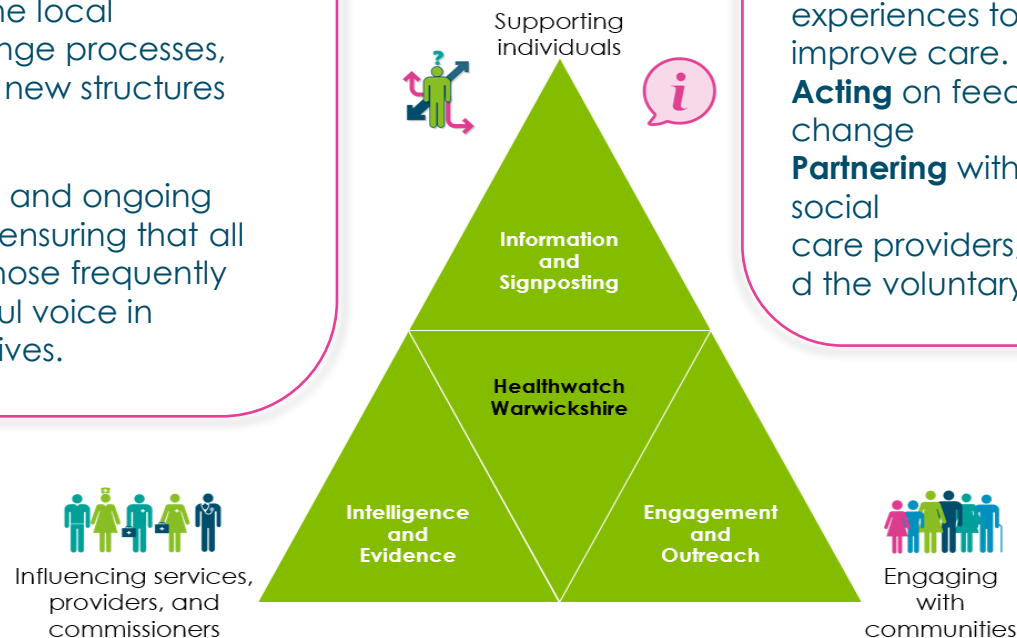 ne local
nge processes,
new structures
and ongoing
ensuring that all
hose frequently
ul voice in
ives.
Supporting
individuals
i
?
experiences to
improve care.
Acting on feed
change
Partnering with
social
care providers,
d the voluntary
Information
and
Signposting
Healthwatch
Warwickshire
Intelligence
and
Evidence
Engagement
and
Outreach
Influencing services,
providers, and
commissioners
Engaging
with
communities